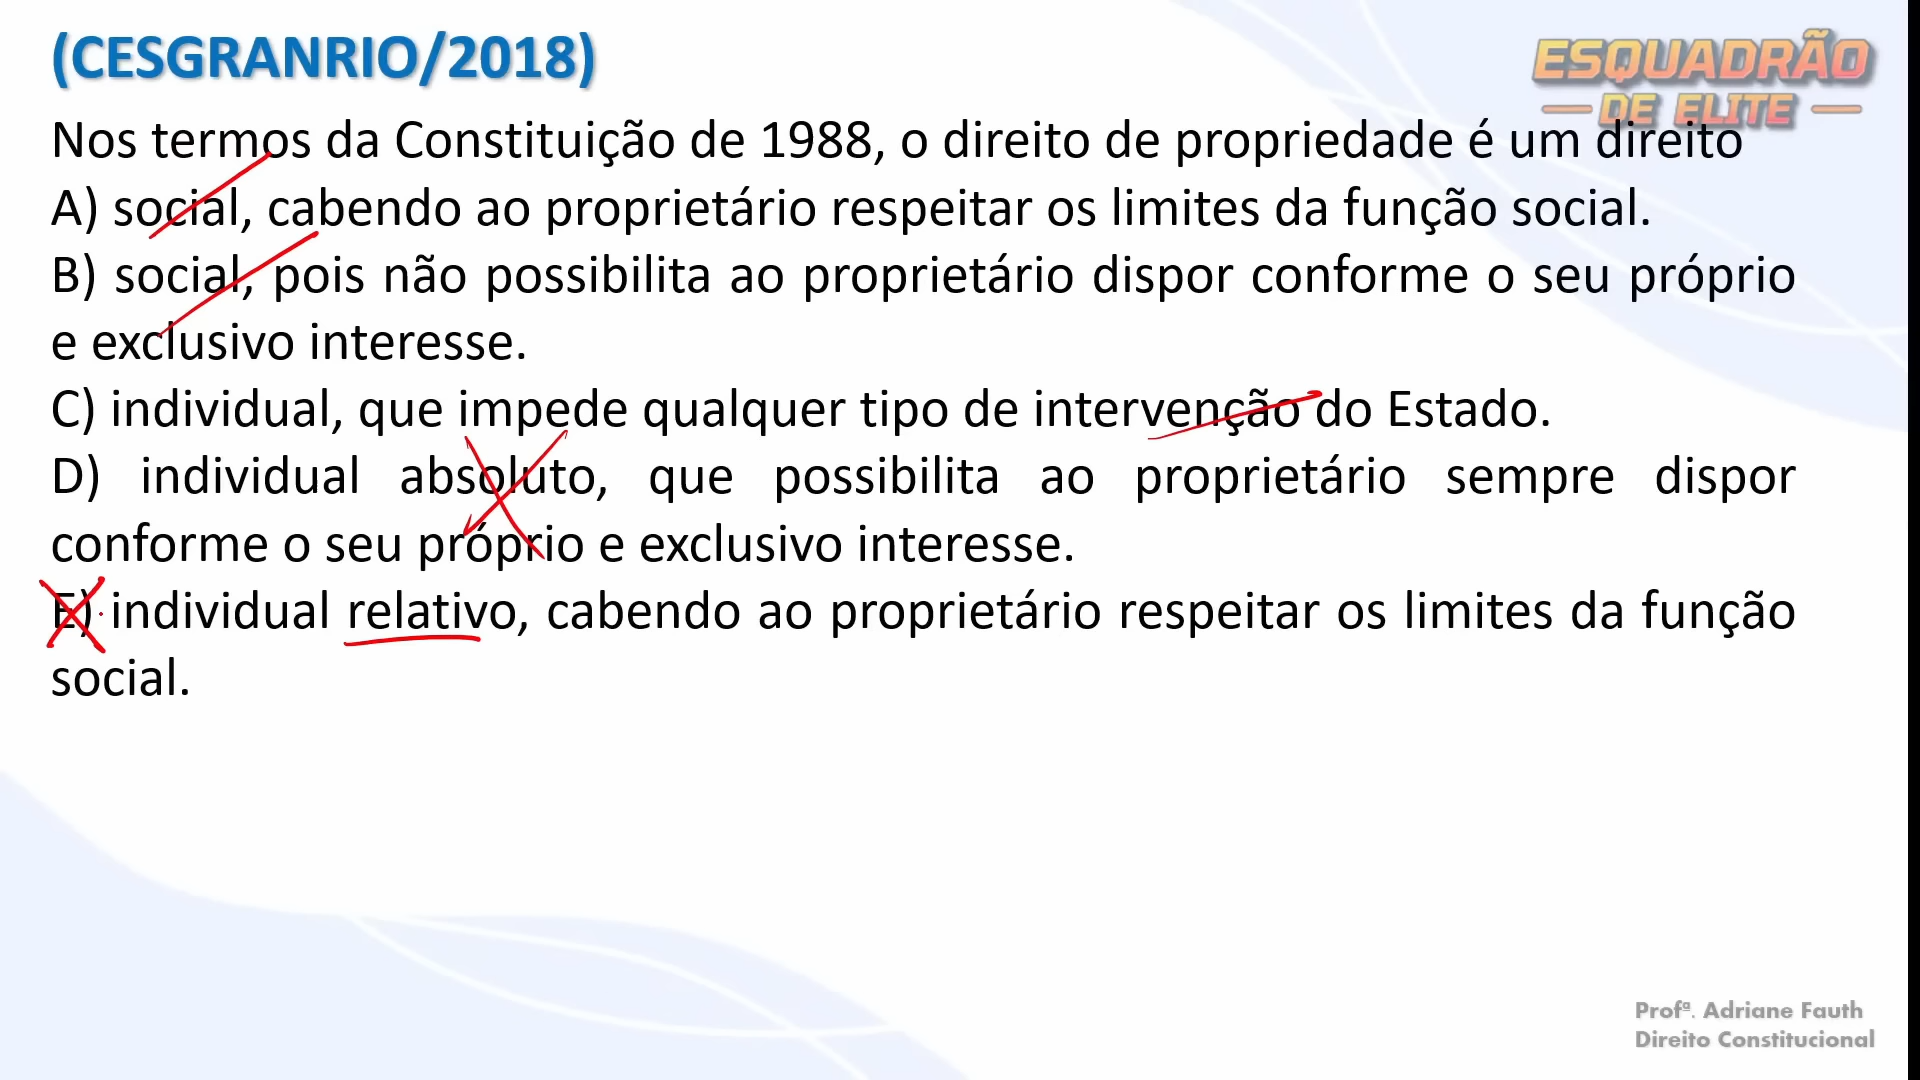 (CESGRANRIO/2018)
ESQUADRÃO
DE ELITE
Nos termos da Constituição de 1988, o direito de propriedade é um direito
A) social, cabendo ao proprietário respeitar os limites da função social.
B) social, pois não possibilita ao proprietário dispor conforme o seu próprio
e exclusivo interesse.
C) individual, que impede qualquer tipo de intervenção do Estado.
D) individual absoluto, que possibilita ao proprietário sempre dispor
conforme o seu próprio e exclusivo interesse.
E) individual relativo, cabendo ao proprietário respeitar os limites da função
social.
Profª. Adriane Fauth
Direito Constitucional